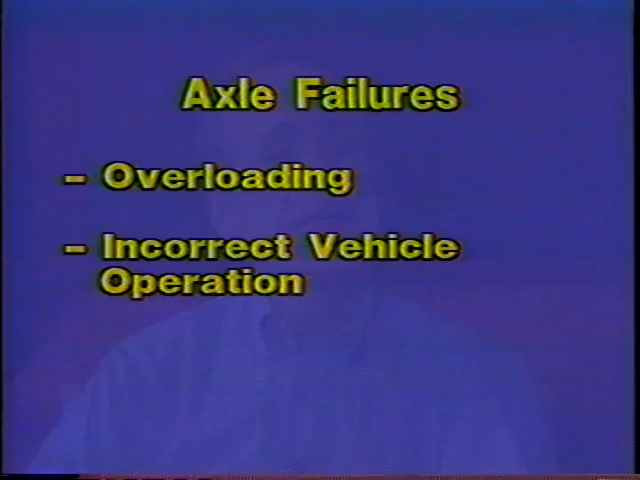 Axle Failures
- Overloading
- Incorrect Vehicle
Operation